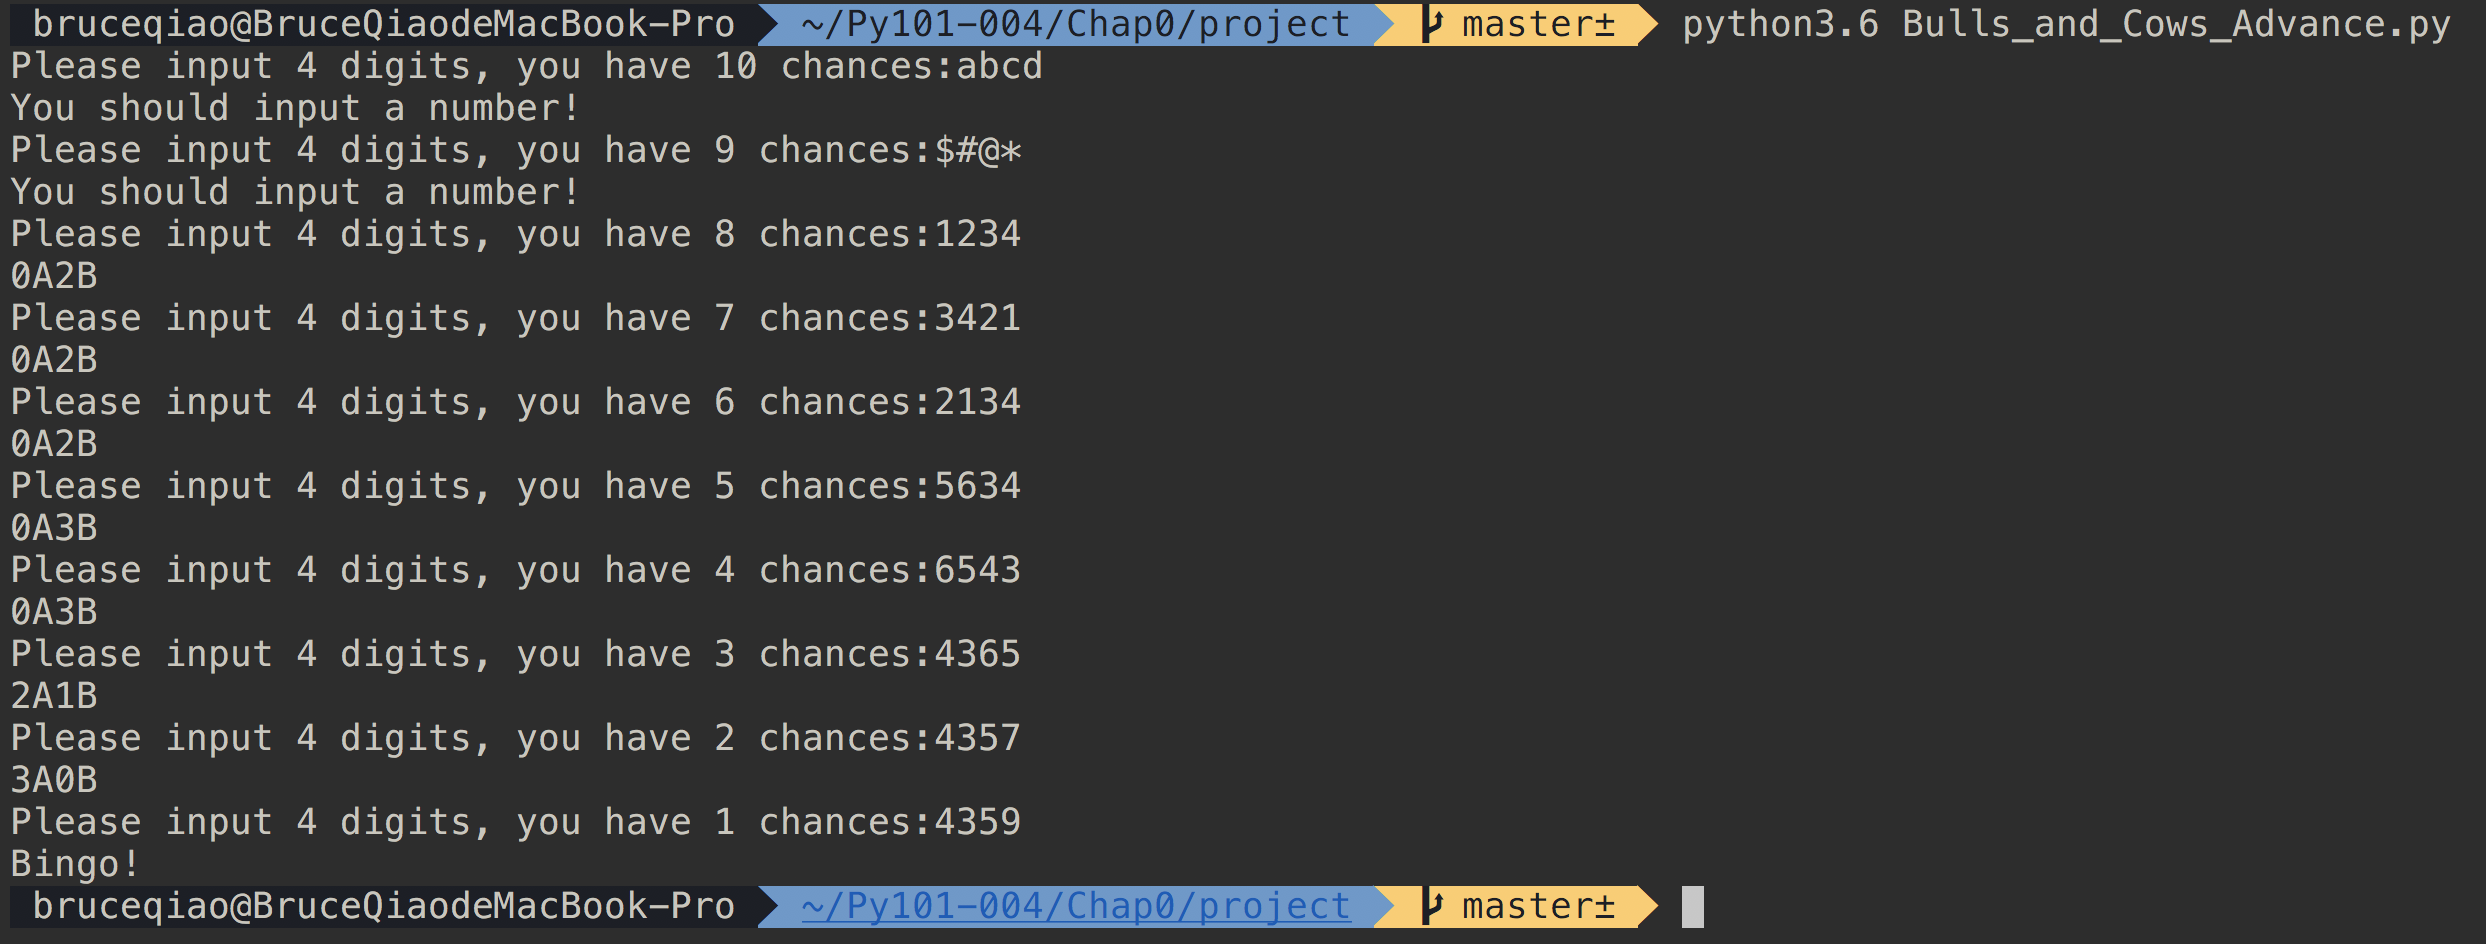 bruceqiao@BruceQiaodeMacBook-Pro ~/Py101-004/Chap0/project master± python3.6 Bulls_and_Cows_Advance.py
Please input 4 digits, you have 10 chances:abcd
You should input a number!
Please input 4 digits, you have 9 chances:$#@*
You should input a number!
Please input 4 digits, you have 8 chances:1234
0A2B
Please input 4 digits, you have 7 chances:3421
0A2B
Please input 4 digits, you have 6 chances:2134
0A2B
Please input 4 digits, you have 5 chances:5634
0A3B
Please input 4 digits, you have 4 chances:6543
0A3B
Please input 4 digits, you have 3 chances:4365
2A1B
Please input 4 digits, you have 2 chances:4357
3A0B
Please input 4 digits, you have 1 chances:4359
Bingo!
bruceqiao@BruceQiaodeMacBook-Pro ~/Py101-004/Chap0/project master±